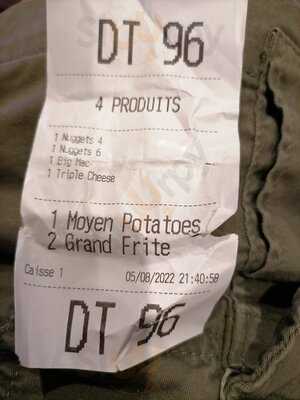 DT 96
4 PRODUITS
1 Nuggets 4
1 Nuggets 6
1 Big Mac
1 Triple Cheese
1 Moyen Potatoes
2 Grand Frite
Caisse 1 05/08/2022 21:40:50
DT 96